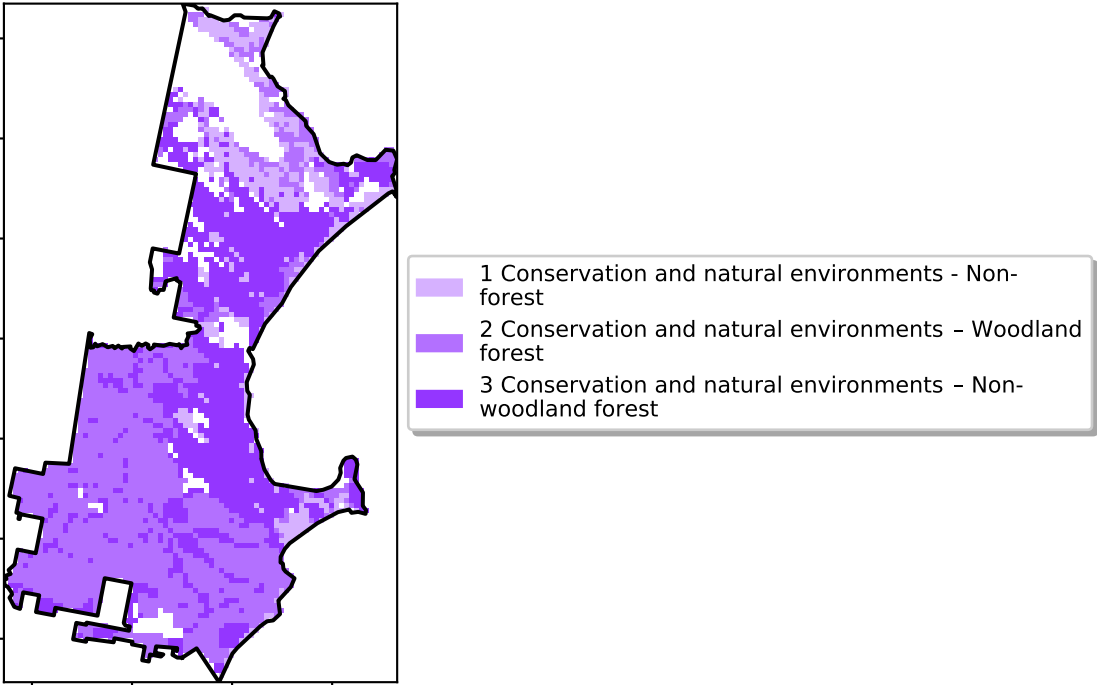 1 Conservation and natural environments - Non-
forest
2 Conservation and natural environments – Woodland
forest
3 Conservation and natural environments – Non-
woodland forest